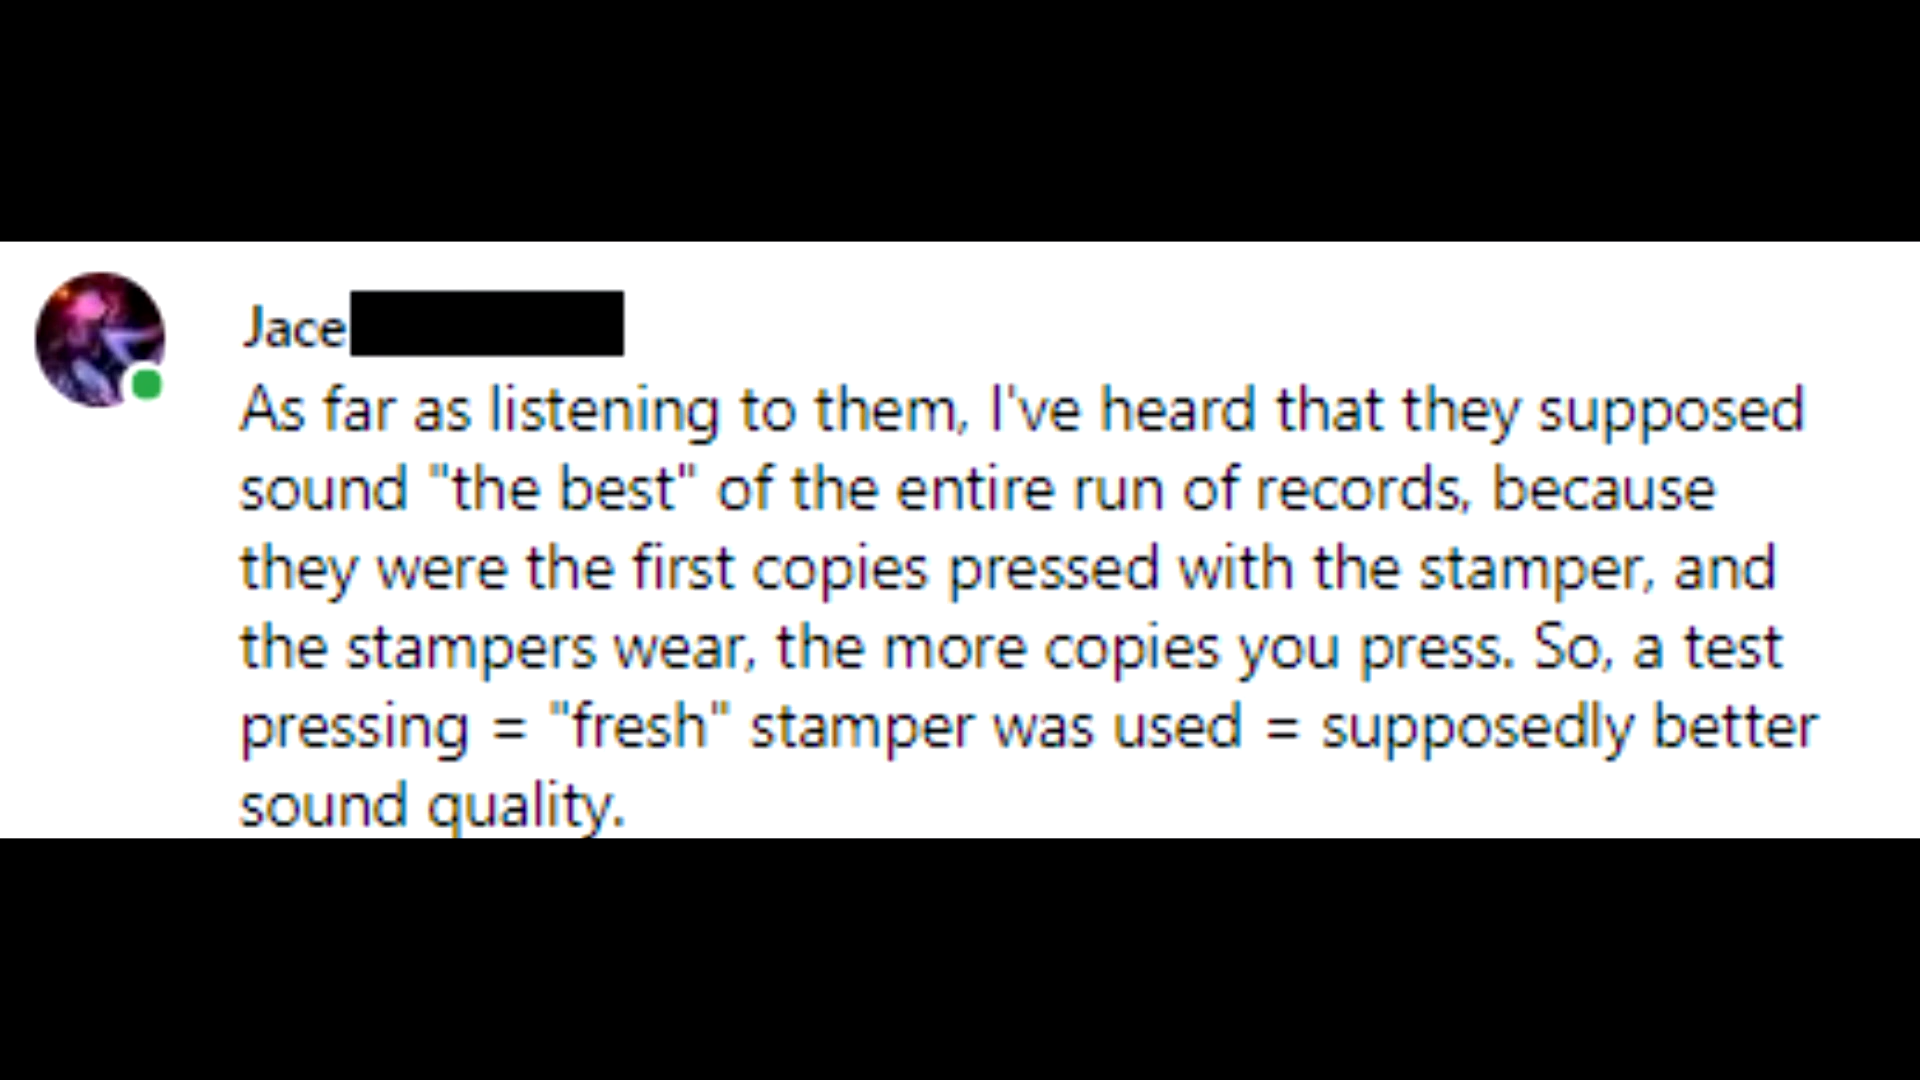 Jace
As far as listening to them, I've heard that they supposed
sound "the best" of the entire run of records, because
they were the first copies pressed with the stamper, and
the stampers wear, the more copies you press. So, a test
pressing = "fresh" stamper was used = supposedly better
sound quality.